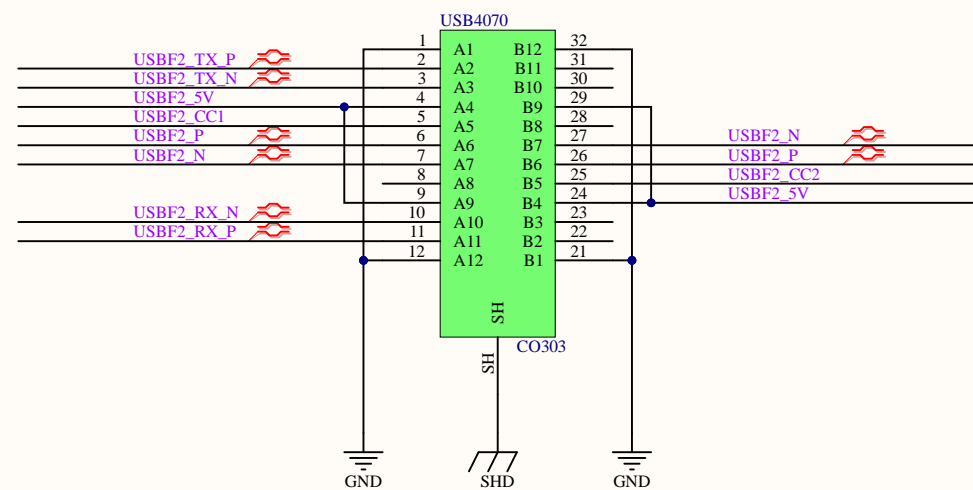 USB4070
1 A1 B12 32
USBF2_TX_P 2 A2 B11 31
USBF2_TX_N 3 A3 B10 30
USBF2_5V 4 A4 B9 29
USBF2_CC1 5 A5 B8 28
USBF2_P 6 A6 B7 27 USBF2_N
USBF2_N 7 A7 B6 26 USBF2_P
8 A8 B5 25 USBF2_CC2
9 A9 B4 24 USBF2_5V
USBF2_RX_N 10 A10 B3 23
USBF2_RX_P 11 A11 B2 22
12 A12 B1 21
SH
CO303
SH
GND SHD GND